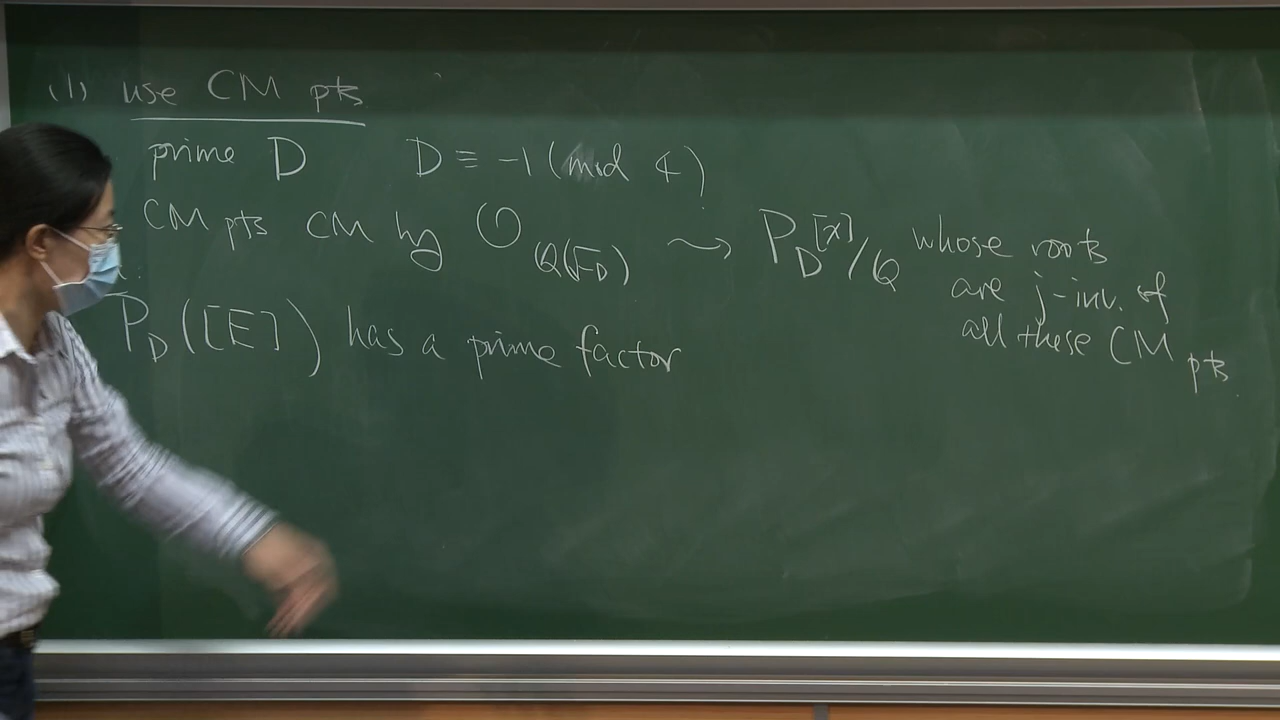 (1) use CM pts
prime D D ≡ -1 (mod 4)
CM pts CM by O_{Q(√-D)} ⤳ P_D[x]/Q whose roots
are j-inv. of
all these CM pts.
P_D([E]) has a prime factor